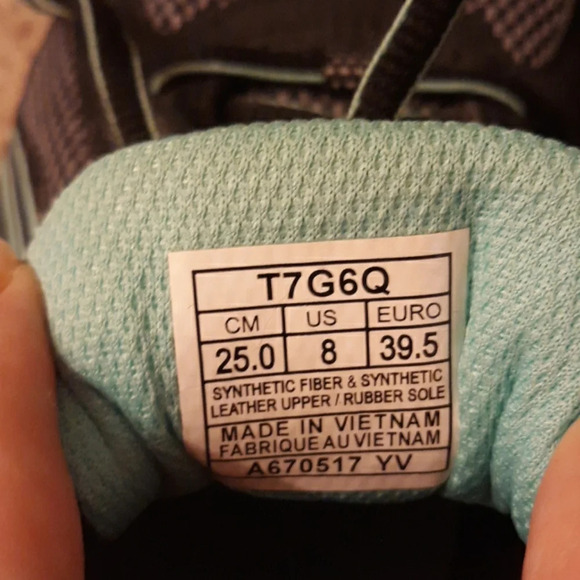 T7G6Q
CM US EURO
25.0 8 39.5
SYNTHETIC FIBER & SYNTHETIC
LEATHER UPPER / RUBBER SOLE
MADE IN VIETNAM
FABRIQUE AU VIETNAM
A670517 YV